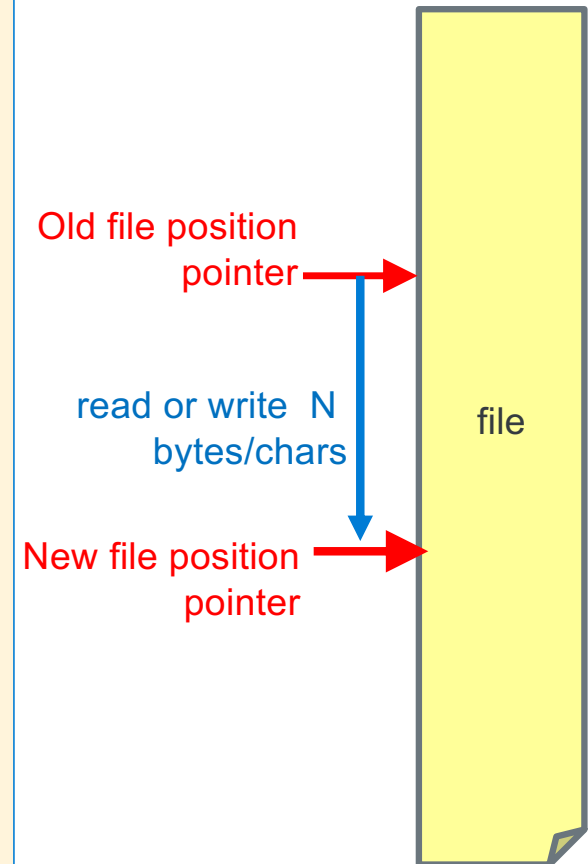 Old file position
pointer
read or write N
bytes/chars
file
New file position
pointer